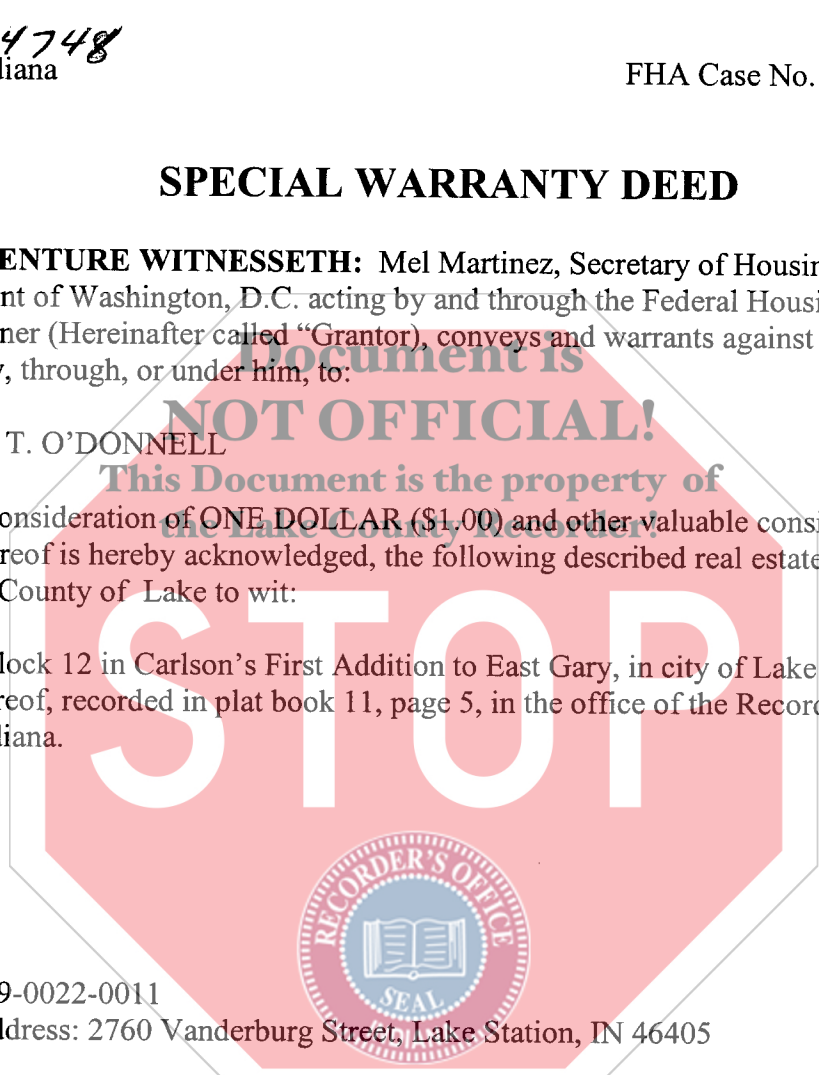 4748
diana
FHA Case No.
SPECIAL WARRANTY DEED
ENTURE WITNESSETH: Mel Martinez, Secretary of Housin
nt of Washington, D.C. acting by and through the Federal Housi
ner (Hereinafter called “Grantor), conveys and warrants against
, through, or under him, to:
Document is
NOT OFFICIAL!
T. O’DONNELL
This Document is the property of
the Lake County Recorder!
onsideration of ONE DOLLAR ($1.00) and other valuable consi
reof is hereby acknowledged, the following described real estate
County of Lake to wit:
STOP
lock 12 in Carlson’s First Addition to East Gary, in city of Lake
reof, recorded in plat book 11, page 5, in the office of the Record
diana.
RECORDER'S OFFICE
SEAL
9-0022-0011
ddress: 2760 Vanderburg Street, Lake Station, IN 46405